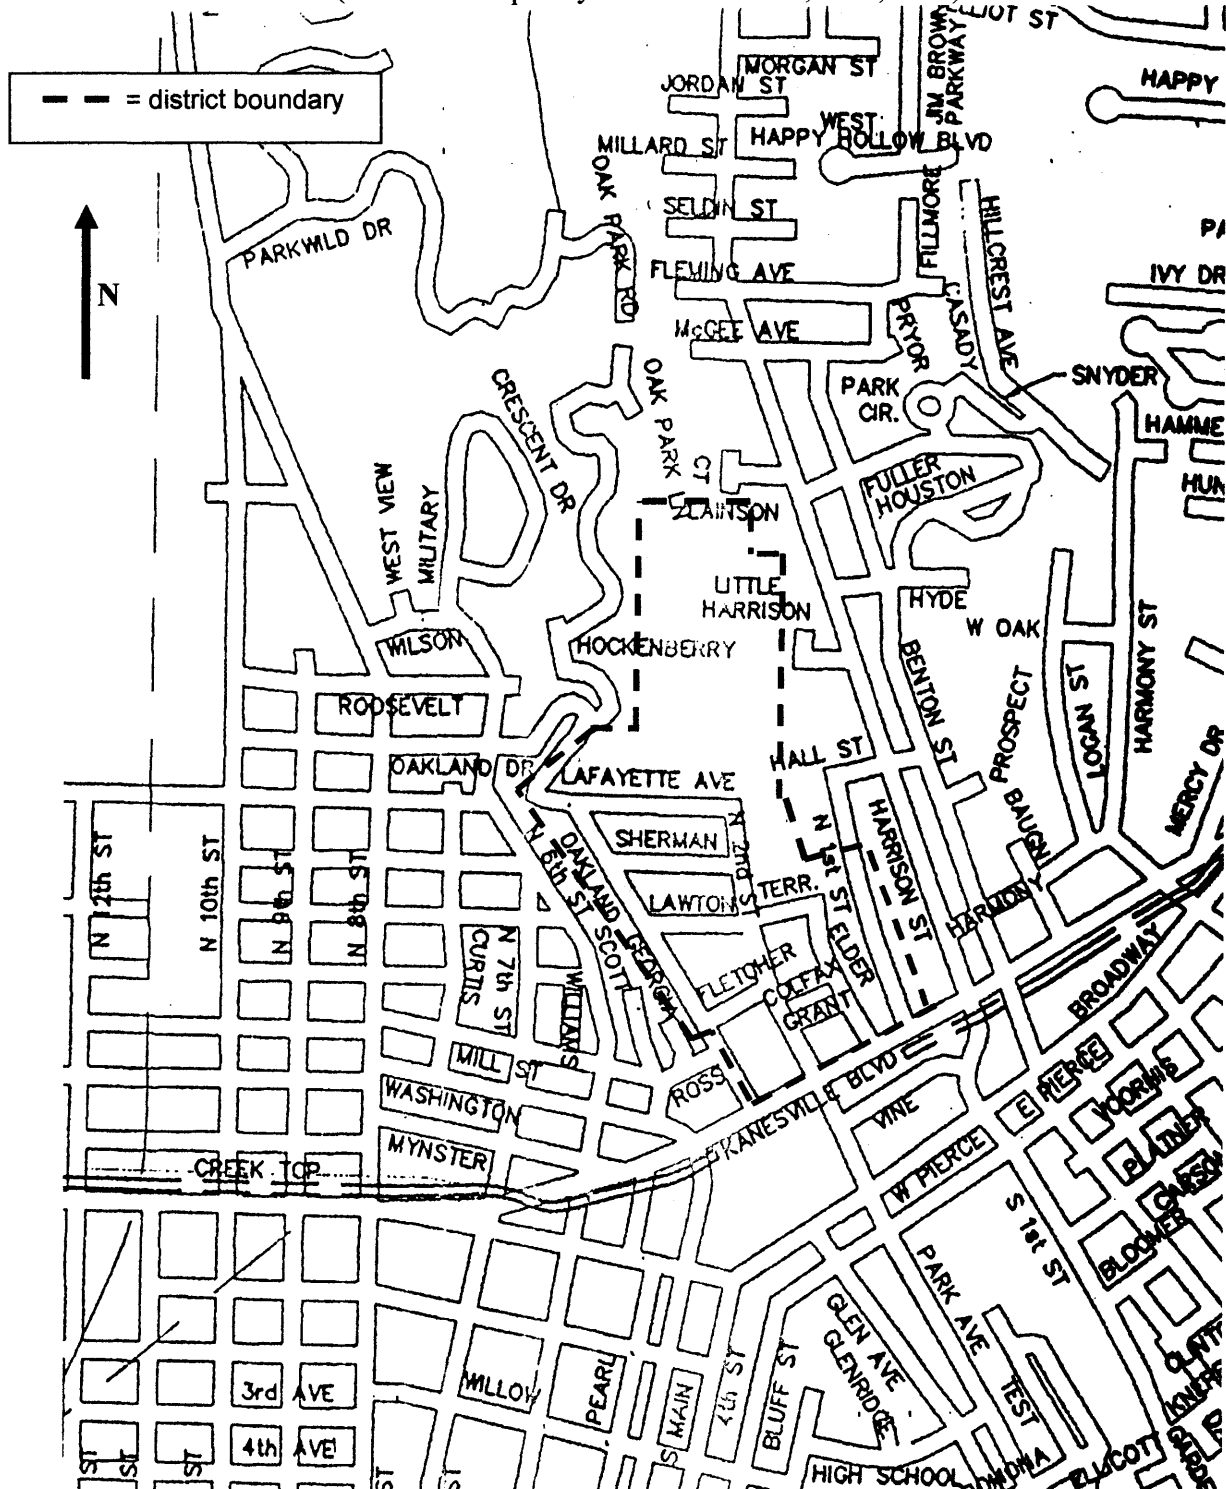 = district boundary
N
MORGAN ST
JORDAN ST
JIM BROWN PARKWAY
HAPPY
MILLARD ST
WEST
HAPPY HOLLOW BLVD
OAK PARK RD
SELDIN ST
FILLMORE
HILLCREST AVE
PARKWILD DR
FLEMING AVE
IVY DR
McGEE AVE
PRYOR
CASADY
SNYDER
OAK PARK
CT
CRESCENT DR
PARK
CIR.
FULLER
HOUSTON
WEST VIEW
MILITARY
LITTLE
HARRISON
HYDE
W OAK
WILSON
HOCKENBERRY
BENTON ST
PROSPECT
LOGAN ST
HARMONY ST
MERCY DR
ROOSEVELT
OAKLAND DR
LAFAYETTE AVE
HALL ST
N 12th ST
N 10th ST
N 9th ST
N 8th ST
N 7th ST
CURTIS
N 6th ST
OAKLAND
SCOTT
GEORGIA
WILLIAMS
SHERMAN
N 2nd ST
LAWTON
TERR.
N 1st ST
ELDER
HARRISON ST
HARMONY
FLETCHER
COLFAX
GRANT
BROADWAY
MILL ST
ROSS
WASHINGTON
KANESVILLE BLVD
VINE
E PIERCE
VOORHIS
MYNSTER
CREEK TOP
W PIERCE
PLATNER
BLOOMER
S 1st ST
PARK AVE
GLEN AVE
GLENRIDGE
TEST
WILLOW
PEARL
S MAIN
4th ST
BLUFF ST
3rd AVE
4th AVE
ST
ST
ST
ST
ST
HIGH SCHOOL